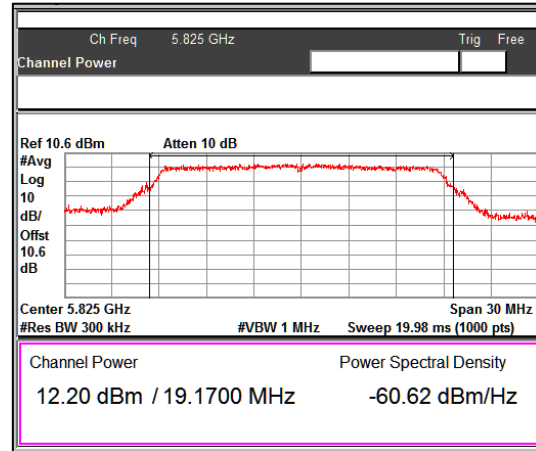 Ch Freq 5.825 GHz Trig Free
Channel Power
Ref 10.6 dBm Atten 10 dB
#Avg
Log
10
dB/
Offst
10.6
dB
Center 5.825 GHz Span 30 MHz
#Res BW 300 kHz #VBW 1 MHz Sweep 19.98 ms (1000 pts)
Channel Power Power Spectral Density
12.20 dBm / 19.1700 MHz -60.62 dBm/Hz